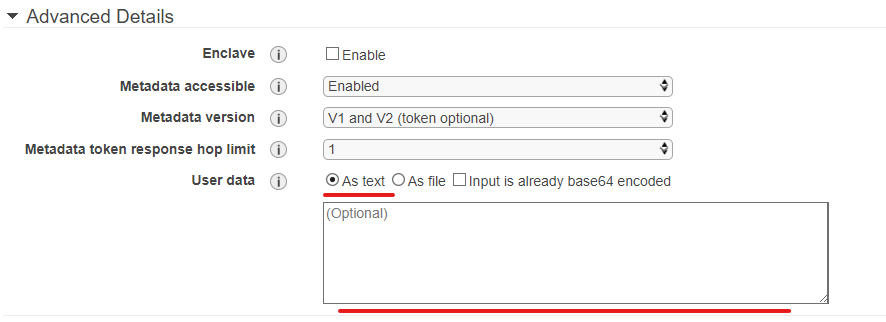 Advanced Details
Enclave i Enable
Metadata accessible i Enabled
Metadata version i V1 and V2 (token optional)
Metadata token response hop limit i 1
User data i As text As file Input is already base64 encoded
(Optional)